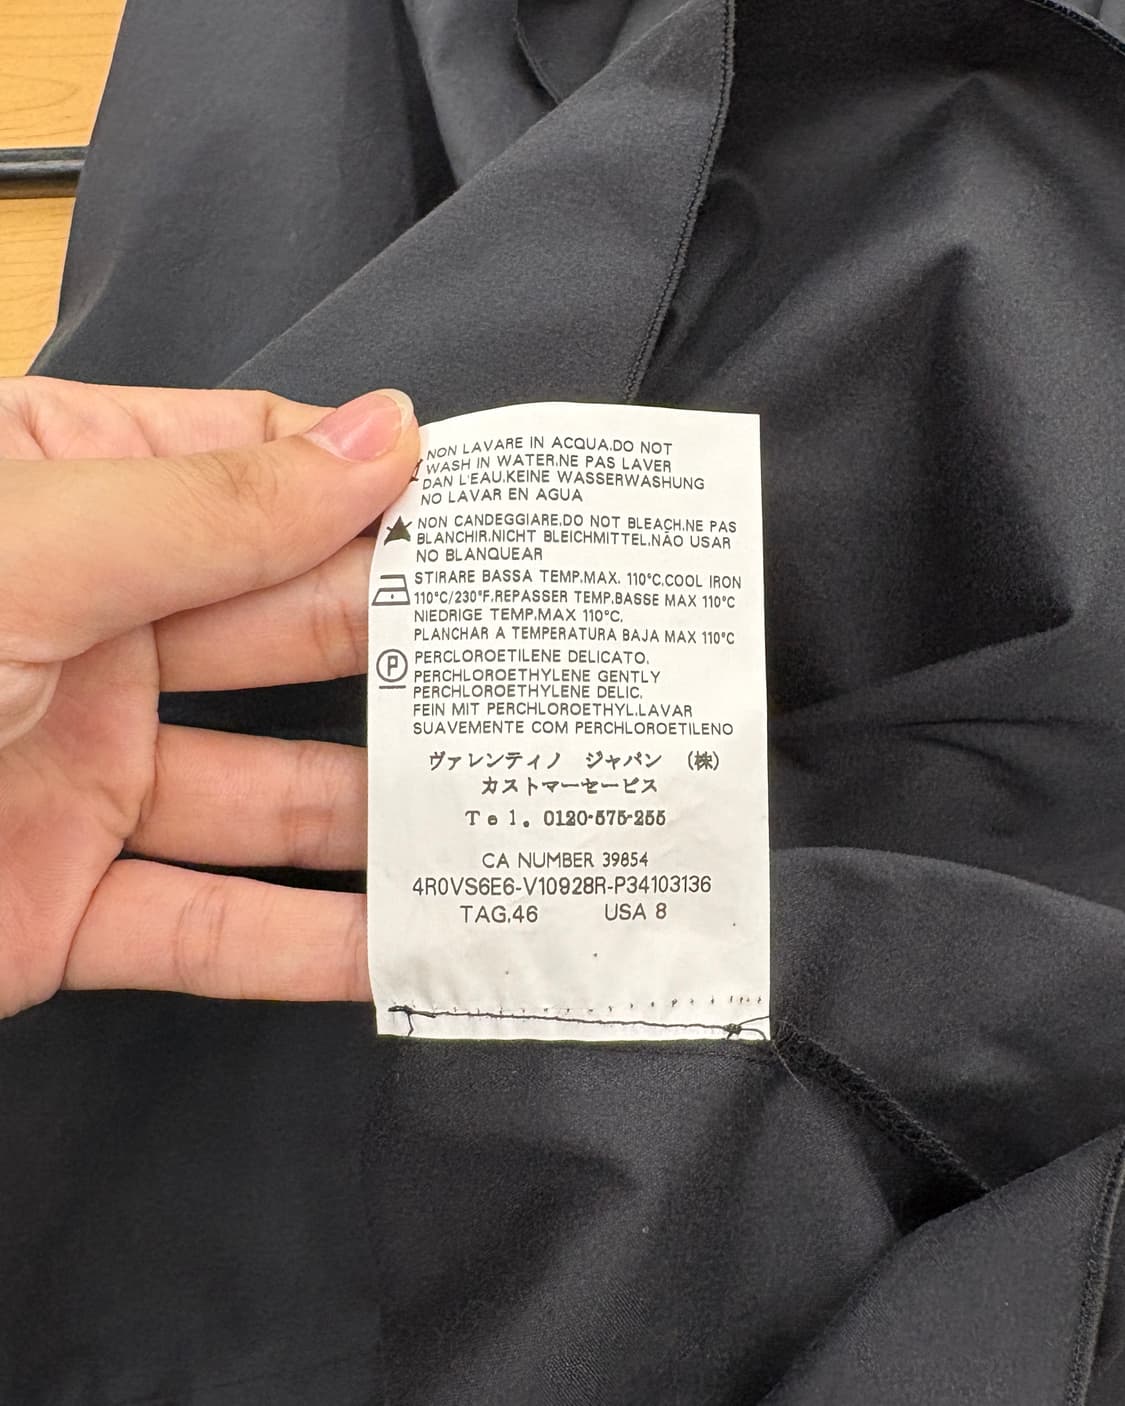 NON LAVARE IN ACQUA.DO NOT
WASH IN WATER.NE PAS LAVER
DAN L'EAU.KEINE WASSERWASHUNG
NO LAVAR EN AGUA
NON CANDEGGIARE.DO NOT BLEACH.NE PAS
BLANCHIR.NICHT BLEICHMITTEL.NÃO USAR
NO BLANQUEAR
STIRARE BASSA TEMP.MAX. 110°C.COOL IRON
110°C/230°F.REPASSER TEMP.BASSE MAX 110°C
NIEDRIGE TEMP.MAX 110°C.
PLANCHAR A TEMPERATURA BAJA MAX 110°C
P
PERCLOROETILENE DELICATO.
PERCHLOROETHYLENE GENTLY
PERCHLOROETHYLENE DELIC.
FEIN MIT PERCHLOROETHYL.LAVAR
SUAVEMENTE COM PERCHLOROETILENO
ヴァレンティノ ジャパン (株)
カストマーセービス
Tel. 0120-575-255
CA NUMBER 39854
4R0VS6E6-V10928R-P34103136
TAG.46 USA 8